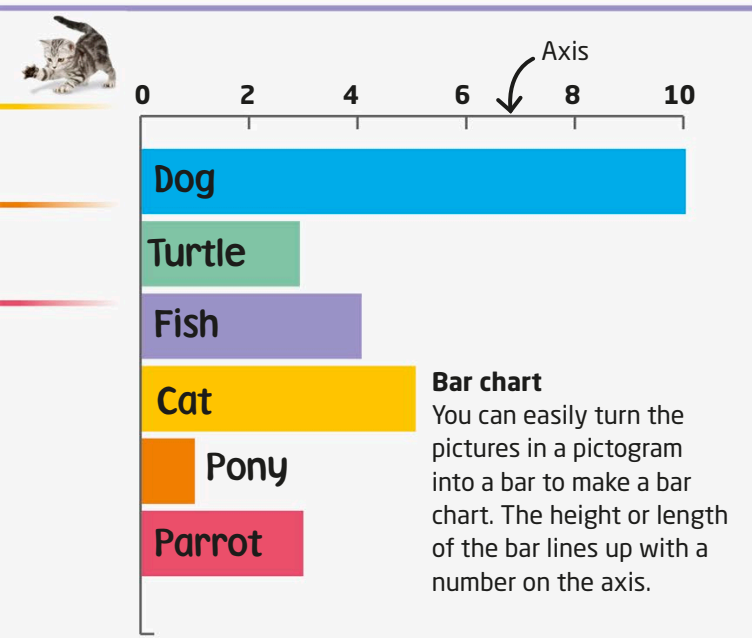 Axis
0 2 4 6 8 10
Dog
Turtle
Fish
Cat
Pony
Parrot
Bar chart
You can easily turn the
pictures in a pictogram
into a bar to make a bar
chart. The height or length
of the bar lines up with a
number on the axis.